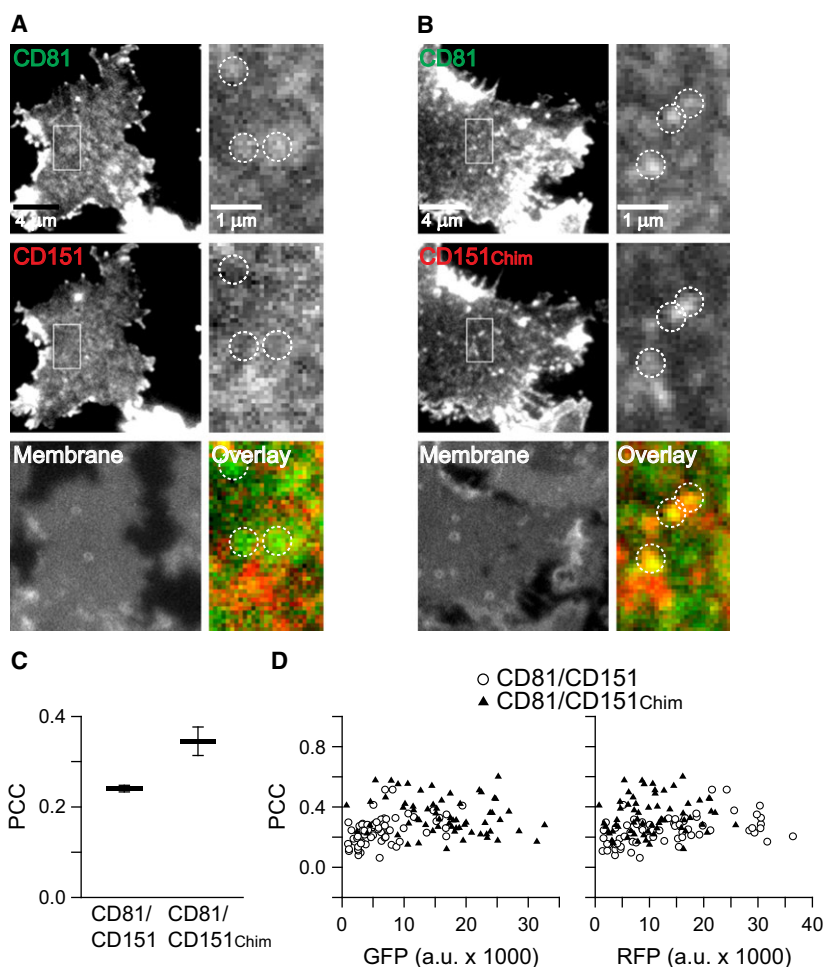 A
CD81
4 µm
1 µm
CD151
Membrane
Overlay
B
CD81
4 µm
1 µm
CD151Chim
Membrane
Overlay
C
PCC
0.4
0.2
0.0
CD81/
CD151
CD81/
CD151Chim
D
CD81/CD151
CD81/CD151Chim
PCC
0.8
0.4
0.0
0 10 20 30
GFP (a.u. x 1000)
0 10 20 30 40
RFP (a.u. x 1000)